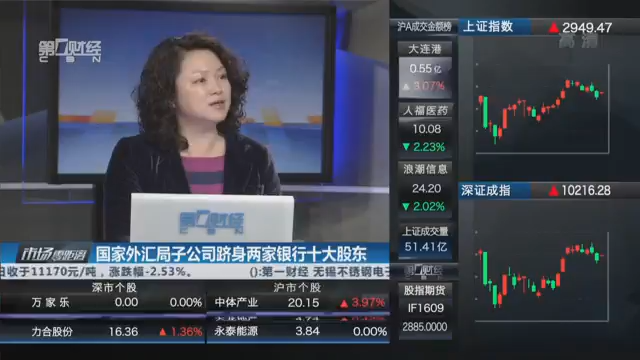 第一财经
CBN
沪A成交金额榜
大连港
0.55亿
▲3.07%
人福医药
10.08
▼2.23%
浪潮信息
24.20
▼2.02%
上证成交量
51.41亿
第一财经
CBN
股指期货
IF1609
2885.0000
上证指数 ▲2949.47
高清
深证成指 ▲10216.28
第一财经
CBN
市场零距离
国家外汇局子公司跻身两家银行十大股东
日收于11170元/吨，涨跌幅-2.53%。 ():第一财经 无锡不锈钢电子
深市个股 沪市个股
万家乐 0.00 0.00% 中体产业 20.15 ▲3.97%
力合股份 16.36 ▲1.36% 永泰能源 3.84 0.00%